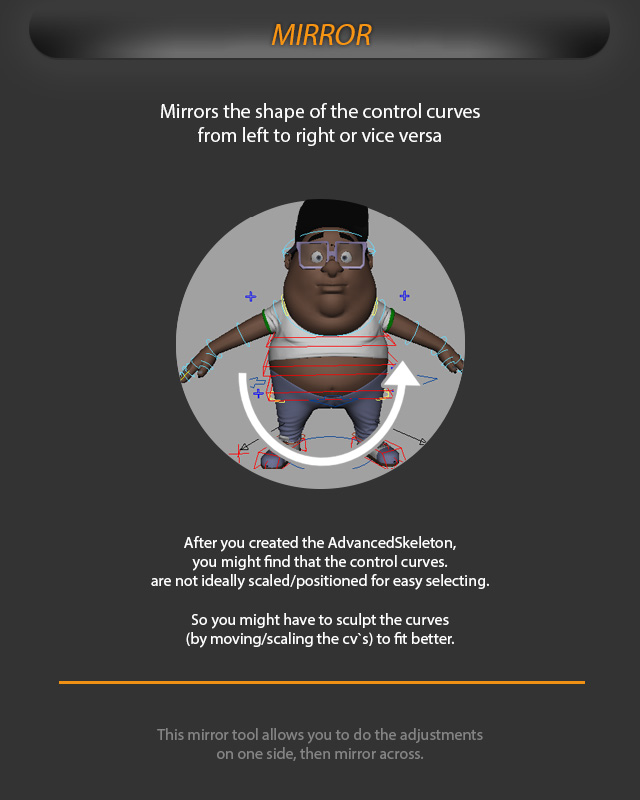 MIRROR
Mirrors the shape of the control curves
from left to right or vice versa
After you created the AdvancedSkeleton,
you might find that the control curves.
are not ideally scaled/positioned for easy selecting.
So you might have to sculpt the curves
(by moving/scaling the cv`s) to fit better.
This mirror tool allows you to do the adjustments
on one side, then mirror across.